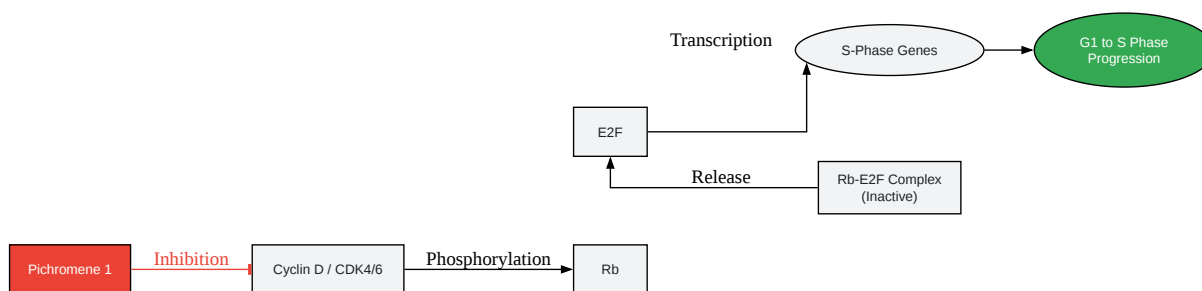 Transcription
S-Phase Genes
G1 to S Phase
Progression
E2F
Release
Rb-E2F Complex
(Inactive)
Pichromene 1
Inhibition
Cyclin D / CDK4/6
Phosphorylation
Rb